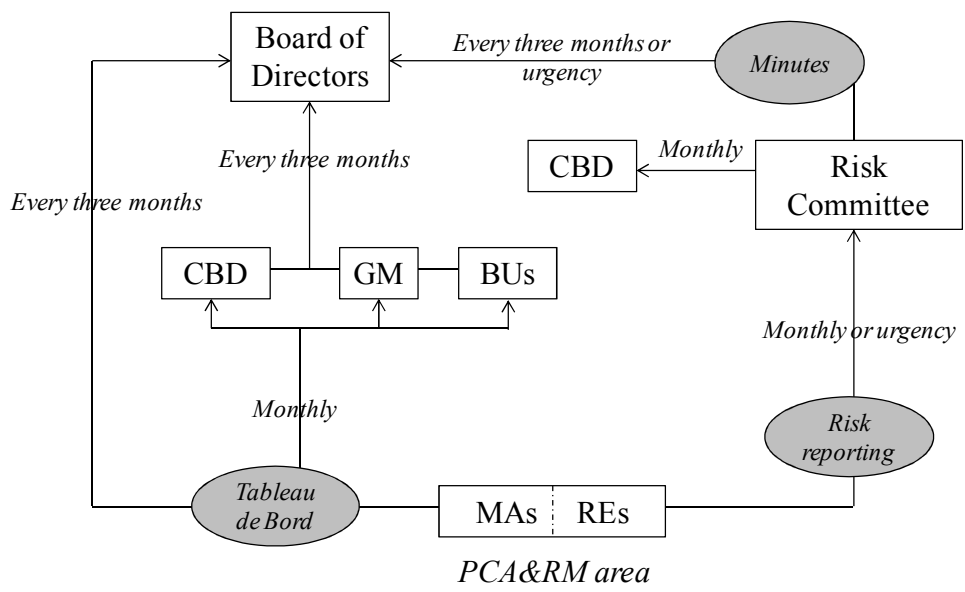 Board of
Directors
Every three months or
urgency
Minutes
Every three months
CBD
Monthly
Risk
Committee
Every three months
CBD
GM
BUs
Monthly or urgency
Monthly
Risk
reporting
Tableau
de Bord
MAs
REs
PCA&RM area